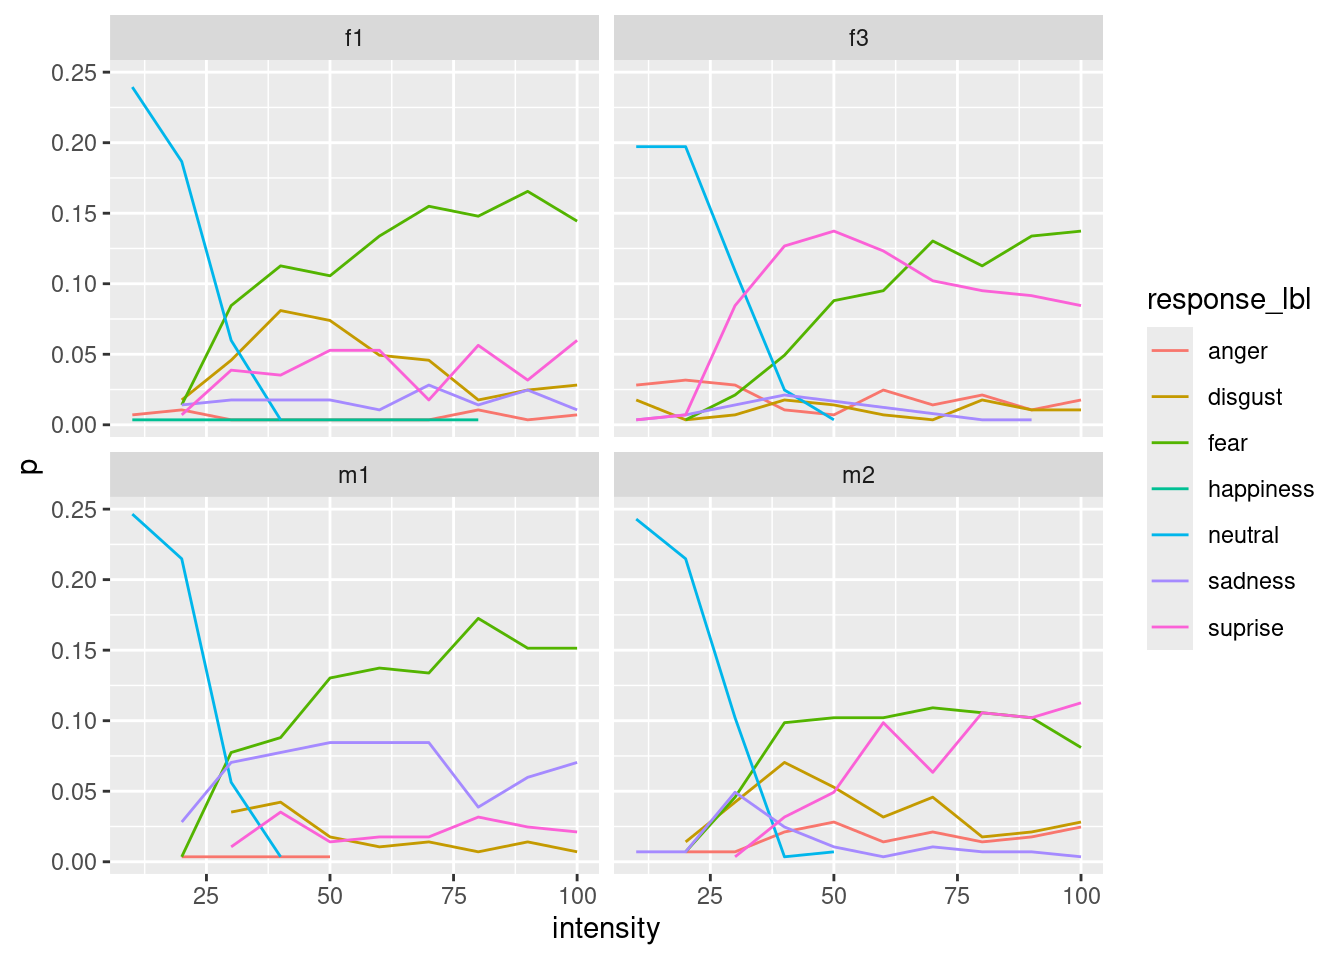 f1
f3
0.25
0.20
0.15
0.10
0.05
0.00
m1
m2
0.25
0.20
0.15
0.10
0.05
0.00
25
50
75
100
25
50
75
100
intensity
p
response_lbl
anger
disgust
fear
happiness
neutral
sadness
suprise